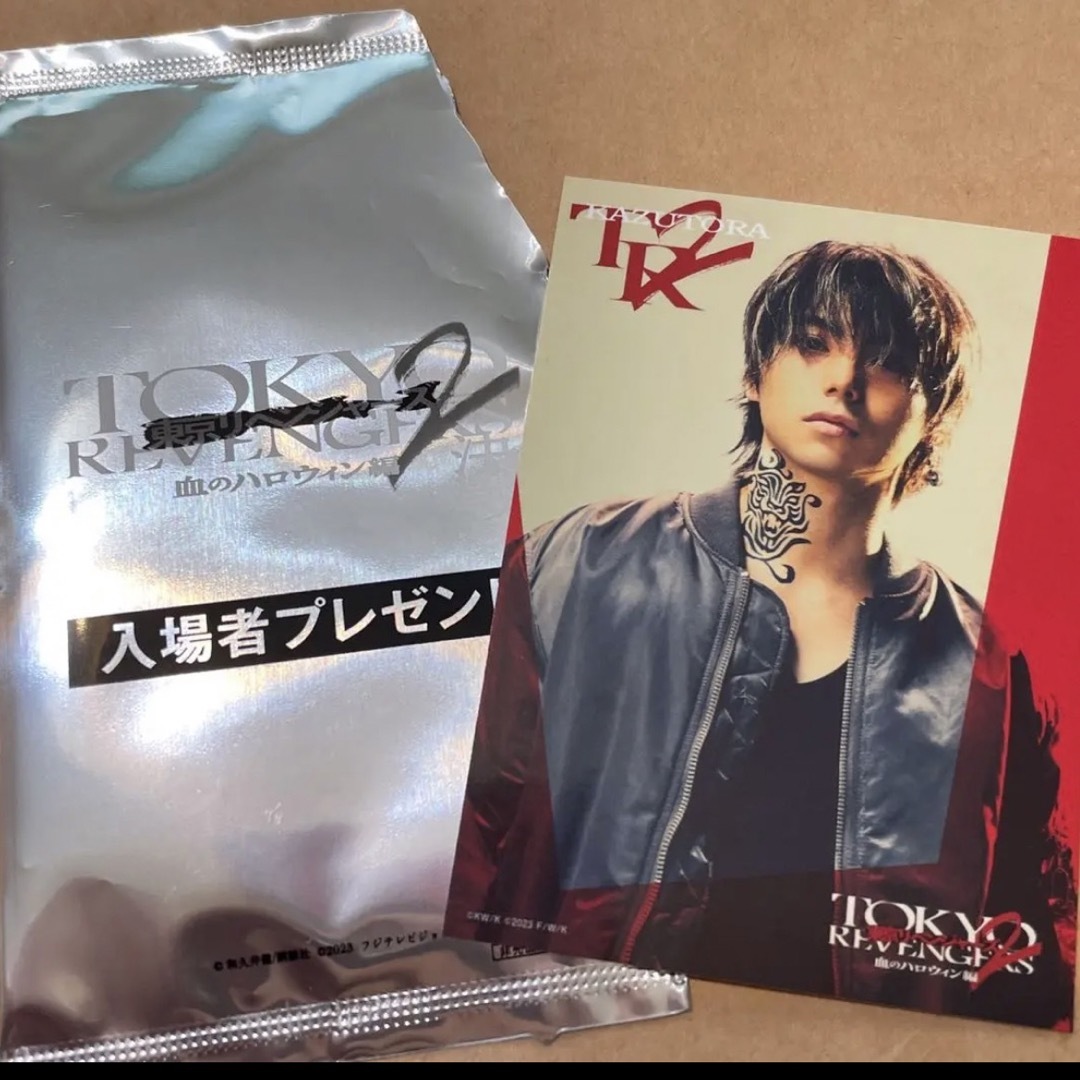 TOKYO
東京リベンジャーズ2
REVENGERS
血のハロウィン編
入場者プレゼント
©和久井健/講談社 ©2023 フジテレビジョ
KAZUTORA
TR2
©KW/K ©2023 F/W/K
TOKYO
東京リベンジャーズ2
REVENGERS
血のハロウィン編